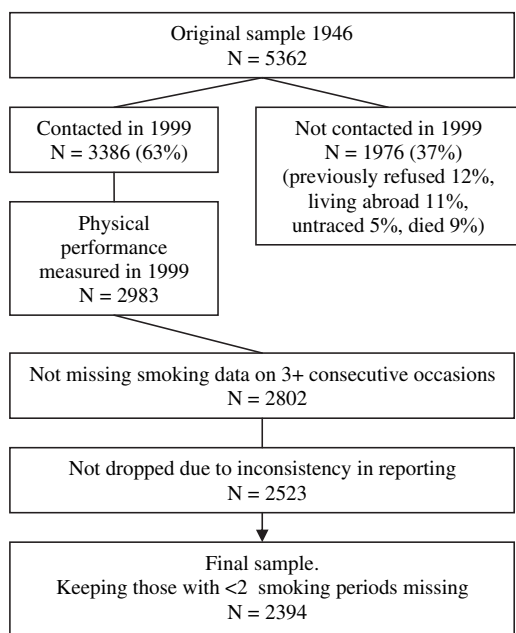 Original sample 1946
N = 5362
Contacted in 1999
N = 3386 (63%)
Not contacted in 1999
N = 1976 (37%)
(previously refused 12%,
living abroad 11%,
untraced 5%, died 9%)
Physical
performance
measured in 1999
N = 2983
Not missing smoking data on 3+ consecutive occasions
N = 2802
Not dropped due to inconsistency in reporting
N = 2523
Final sample.
Keeping those with <2 smoking periods missing
N = 2394